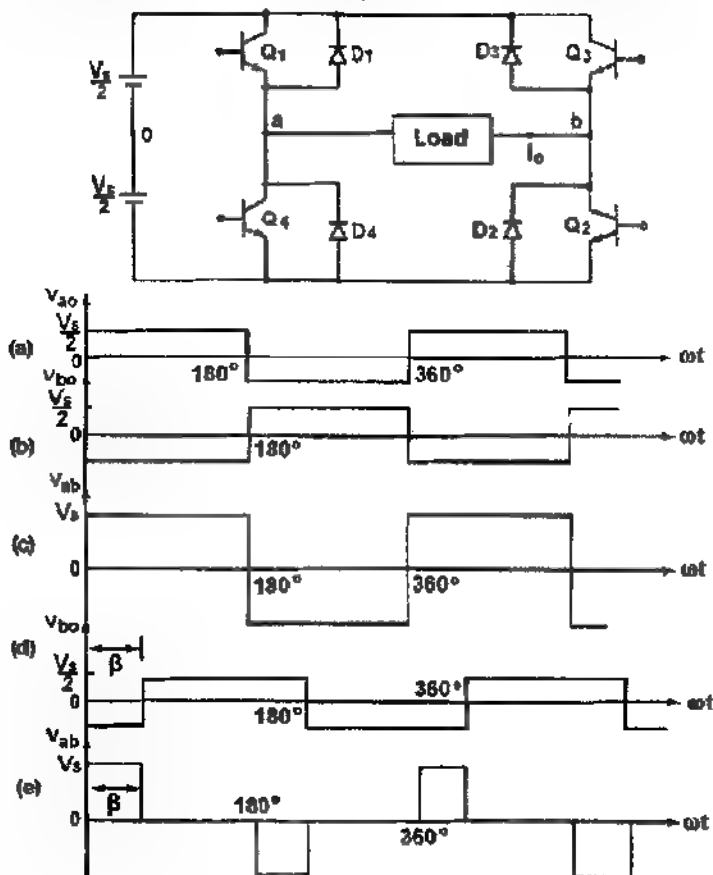 Q1
D1
D3
Q3
Vs
2
a
Load
b
0
io
Vs
2
Q4
D4
D2
Q2
vao
(a)
Vs
2
0
180°
360°
ωt
vbo
Vs
2
(b)
0
180°
ωt
vab
Vs
(c)
0
180°
360°
ωt
vbo
(d)
β
Vs
2
0
180°
360°
ωt
vab
Vs
(e)
β
0
180°
360°
ωt